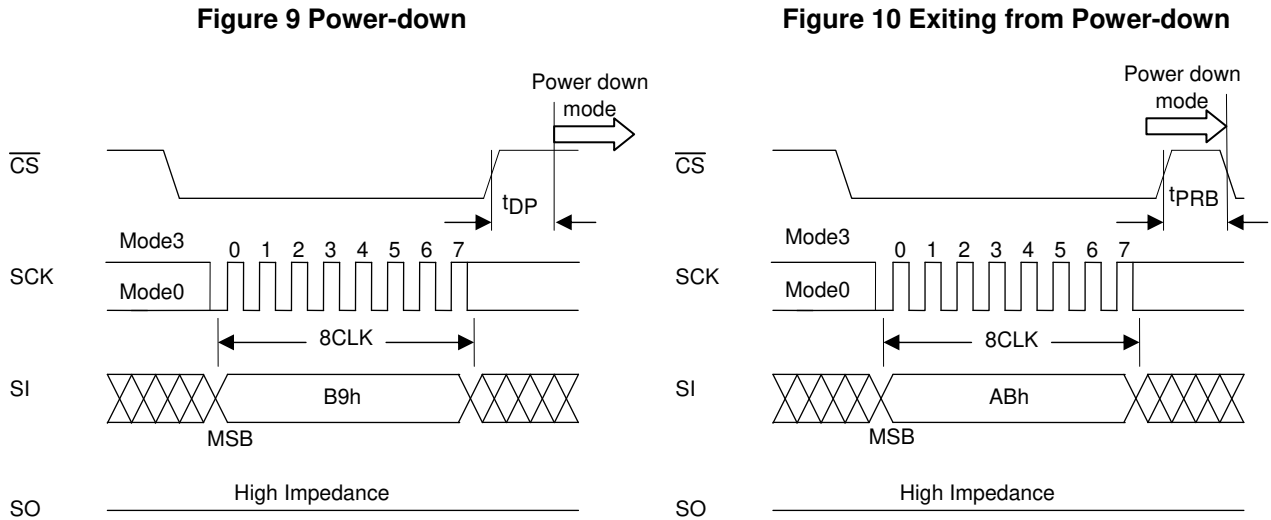 Figure 9 Power-down
Power down
mode
CS
tDP
Mode3
0 1 2 3 4 5 6 7
SCK
Mode0
8CLK
SI
B9h
MSB
High Impedance
SO
Figure 10 Exiting from Power-down
Power down
mode
CS
tPRB
Mode3
0 1 2 3 4 5 6 7
SCK
Mode0
8CLK
SI
ABh
MSB
High Impedance
SO